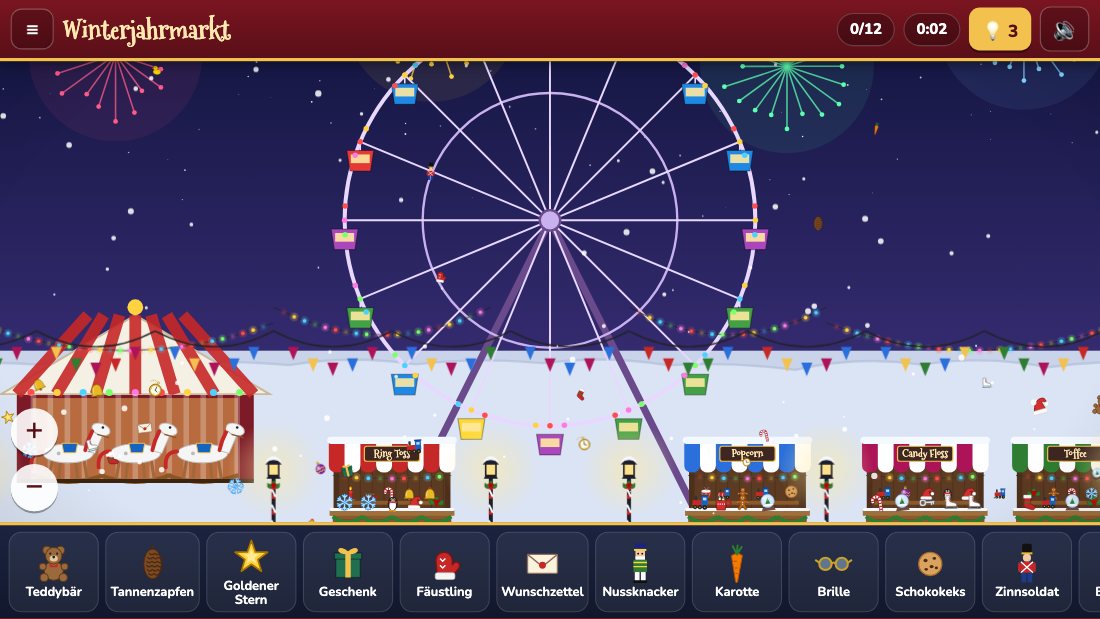 Winterjahrmarkt
0/12
0:02
3
Ring Toss
Popcorn
Candy Floss
Toffee
+
−
Teddybär
Tannenzapfen
Goldener
Stern
Geschenk
Fäustling
Wunschzettel
Nussknacker
Karotte
Brille
Schokokeks
Zinnsoldat